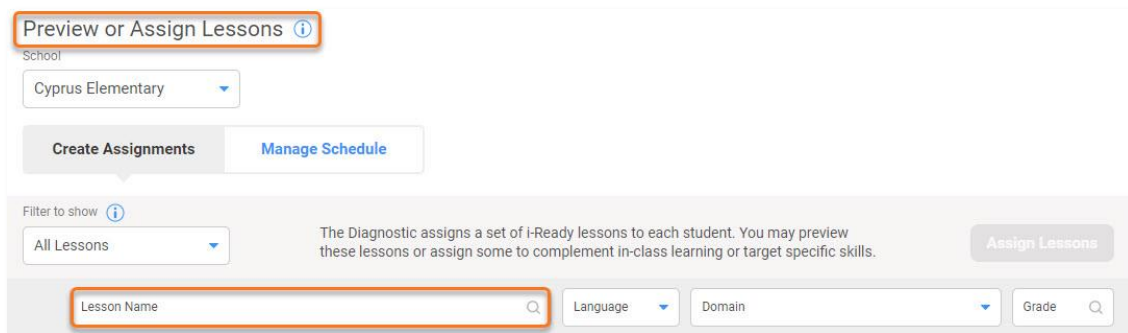 Preview or Assign Lessons
School
Cyprus Elementary
Create Assignments
Manage Schedule
Filter to show
All Lessons
The Diagnostic assigns a set of i-Ready lessons to each student. You may preview
these lessons or assign some to complement in-class learning or target specific skills.
Assign Lessons
Lesson Name
Language
Domain
Grade